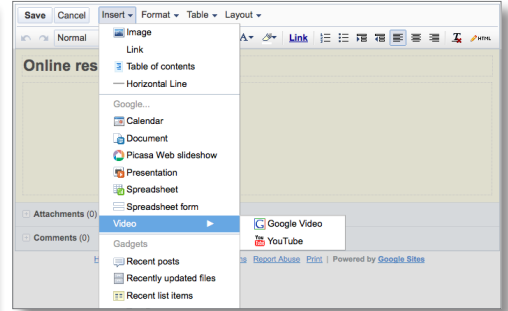 Save Cancel Insert Format Table Layout
Normal Link HTML
Online res
Image
Link
Table of contents
Horizontal Line
Google...
Calendar
Document
Picasa Web slideshow
Presentation
Spreadsheet
Spreadsheet form
Video
Google Video
YouTube
Gadgets
Recent posts
Recently updated files
Recent list items
Attachments (0)
Comments (0)
Report Abuse Print | Powered by Google Sites